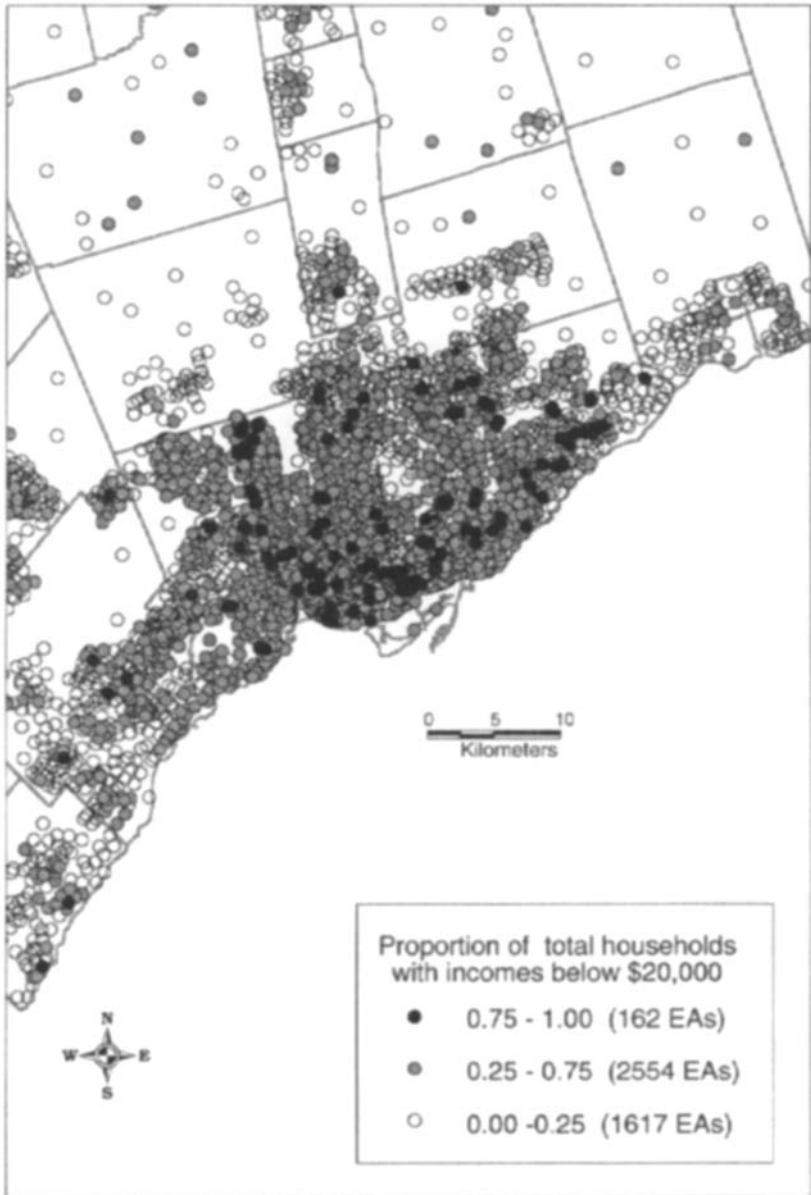 0 5 10
Kilometers
Proportion of total households
with incomes below $20,000
0.75 - 1.00 (162 EAs)
0.25 - 0.75 (2554 EAs)
0.00 -0.25 (1617 EAs)
N
W E
S